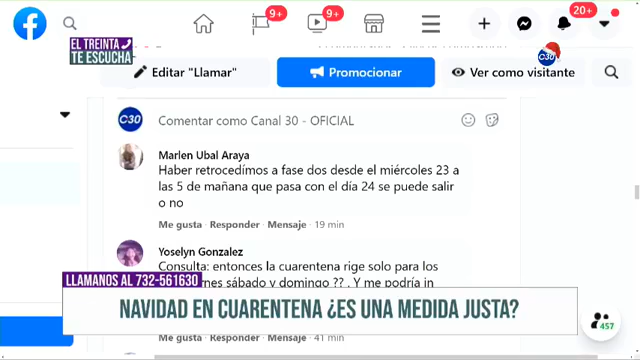 9+
9+
20+
EL TREINTA
TE ESCUCHA
C30
Editar "Llamar"
Promocionar
Ver como visitante
C30
Comentar como Canal 30 - OFICIAL
Marlen Ubal Araya
Haber retrocedímos a fase dos desde el miércoles 23 a
las 5 de mañana que pasa con el día 24 se puede salir
o no
Me gusta · Responder · Mensaje · 19 min
Yoselyn Gonzalez
Consulta: entonces la cuarentena rige solo para los
ernes sábado y domingo ?? . Y me podría in
LLAMANOS AL 732-561630
NAVIDAD EN CUARENTENA ¿ES UNA MEDIDA JUSTA?
457
Me gusta · Responder · Mensaje · 41 min